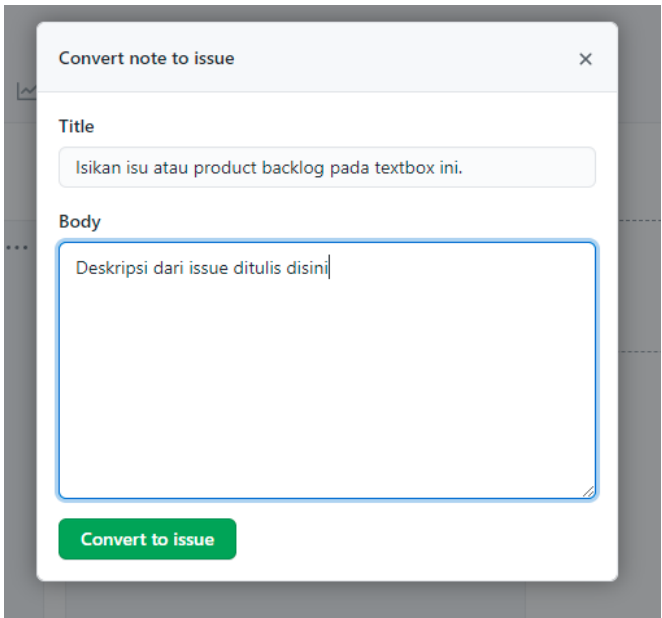 Convert note to issue
Title
Isikan isu atau product backlog pada textbox ini.
Body
Deskripsi dari issue ditulis disini
Convert to issue